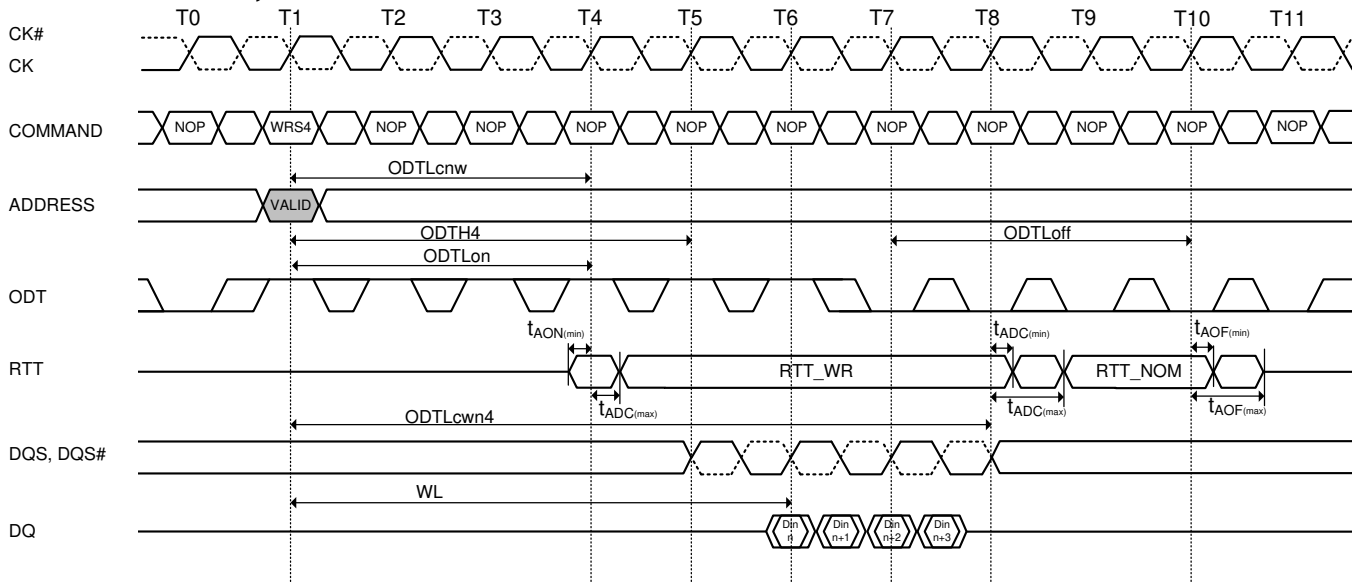 T0 T1 T2 T3 T4 T5 T6 T7 T8 T9 T10 T11
CK#
CK
COMMAND NOP WRS4 NOP NOP NOP NOP NOP NOP NOP NOP NOP NOP
ODTLcnw
ADDRESS VALID
ODTH4 ODTLoff
ODTLon
ODT
tAON(min) tADC(min) tAOF(min)
RTT RTT_WR RTT_NOM
tADC(max) tADC(max) tAOF(max)
ODTLcwn4
DQS, DQS#
WL
DQ Din n Din n+1 Din n+2 Din n+3